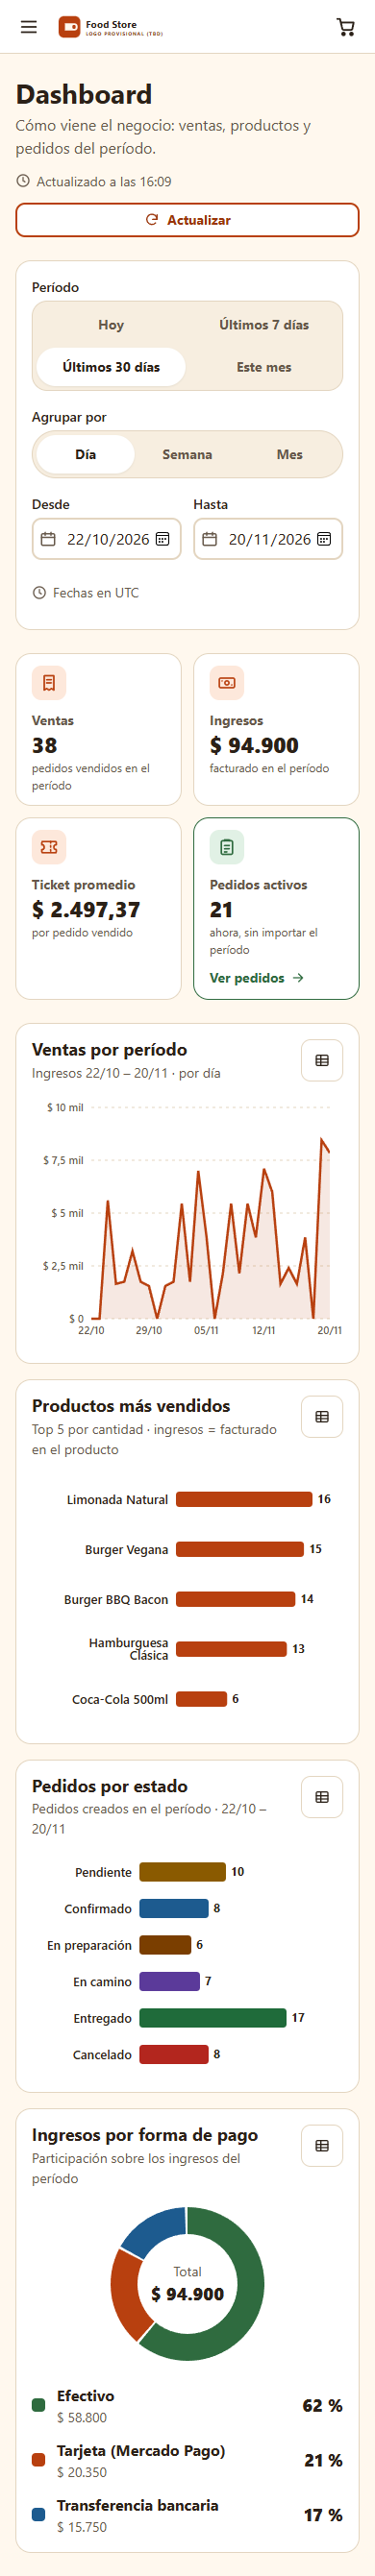 Food Store
LOGO PROVISIONAL (TBD)
Dashboard
Cómo viene el negocio: ventas, productos y
pedidos del período.
Actualizado a las 16:09
Actualizar
Período
Hoy
Últimos 7 días
Últimos 30 días
Este mes
Agrupar por
Día
Semana
Mes
Desde
Hasta
22/10/2026
20/11/2026
Fechas en UTC
Ventas
38
pedidos vendidos en el
período
Ingresos
$ 94.900
facturado en el período
Ticket promedio
$ 2.497,37
por pedido vendido
Pedidos activos
21
ahora, sin importar el
período
Ver pedidos →
Ventas por período
Ingresos 22/10 – 20/11 · por día
$ 10 mil
$ 7,5 mil
$ 5 mil
$ 2,5 mil
$ 0
22/10
29/10
05/11
12/11
20/11
Productos más vendidos
Top 5 por cantidad · ingresos = facturado
en el producto
Limonada Natural
16
Burger Vegana
15
Burger BBQ Bacon
14
Hamburguesa
Clásica
13
Coca-Cola 500ml
6
Pedidos por estado
Pedidos creados en el período · 22/10 –
20/11
Pendiente
10
Confirmado
8
En preparación
6
En camino
7
Entregado
17
Cancelado
8
Ingresos por forma de pago
Participación sobre los ingresos del
período
Total
$ 94.900
Efectivo
$ 58.800
62 %
Tarjeta (Mercado Pago)
$ 20.350
21 %
Transferencia bancaria
$ 15.750
17 %